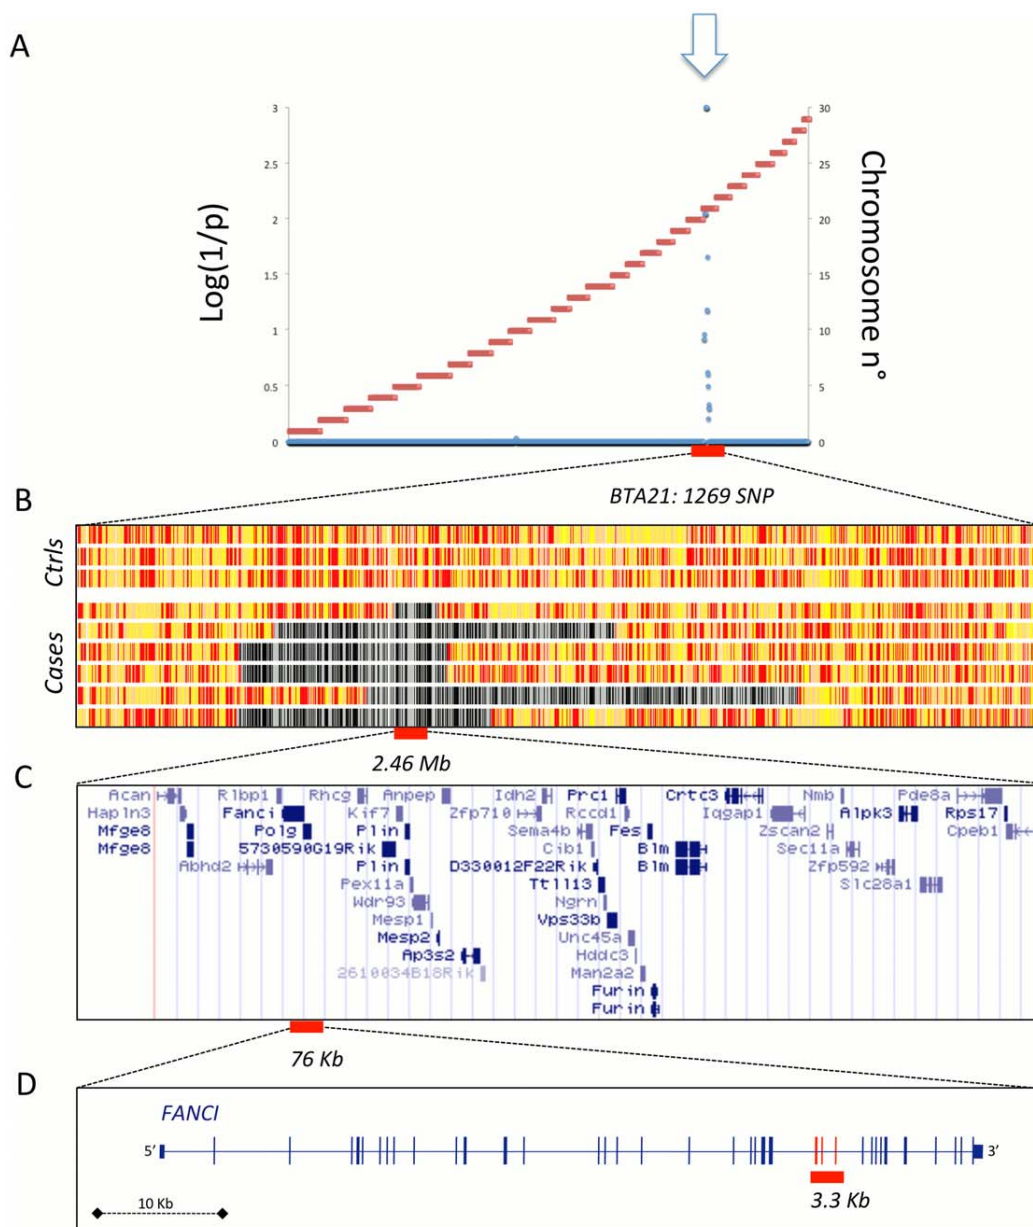 A
Log(1/p)
3
2.5
2
1.5
1
0.5
0
30
25
20
15
10
5
0
Chromosome n°
BTA21: 1269 SNP
B
Ctrls
Cases
2.46 Mb
C
Acan Rlbp1 Rhcg Anpep Idh2 Prc1 Crtc3 Nmb Pde8a
Hapln3 Fanci Kif7 Zfp710 Rccd1 Iqgap1 Alpk3 Rps17
Mfge8 Polg Plin Sema4b Fes Zscan2 Cpeb1
Mfge8 5730590G19Rik Cib1 Blm Sec11a
Abhd2 Plin D330012F22Rik Blm Zfp592
Pex11a Ttll13 Slc28a1
Wdr93 Ngrn
Mesp1 Vps33b
Mesp2 Unc45a
Ap3s2 Hddc3
2610034B18Rik Man2a2
Furin
Furin
76 Kb
D
FANCI
5' 3'
10 Kb
3.3 Kb